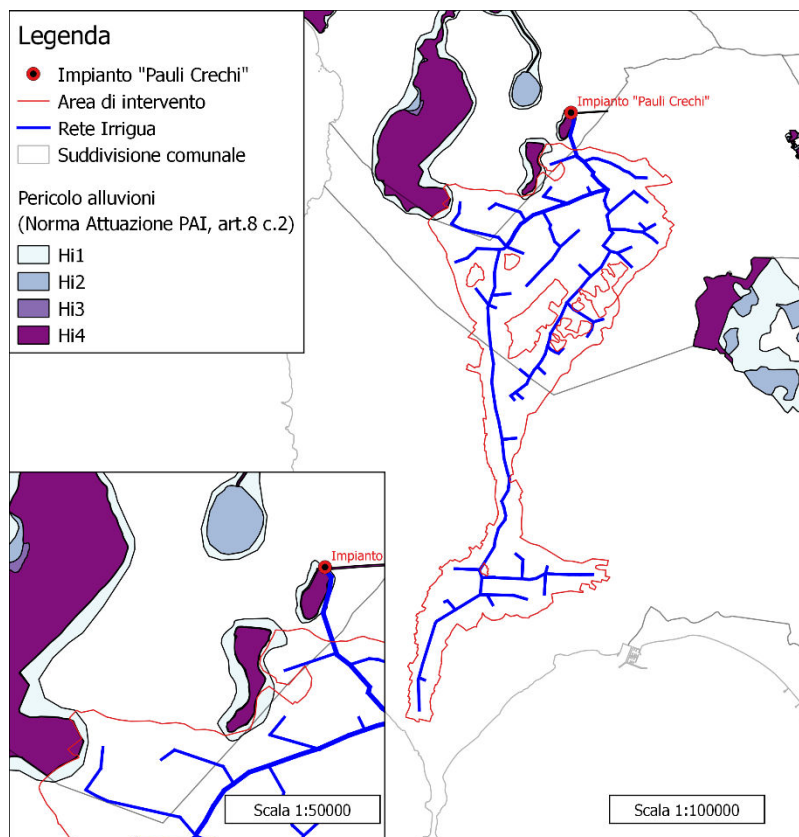 Legenda
Impianto "Pauli Crechi"
Area di intervento
Rete Irrigua
Suddivisione comunale
Pericolo alluvioni
(Norma Attuazione PAI, art.8 c.2)
Hi1
Hi2
Hi3
Hi4
Impianto "Pauli Crechi"
Impianto
Scala 1:50000
Scala 1:100000